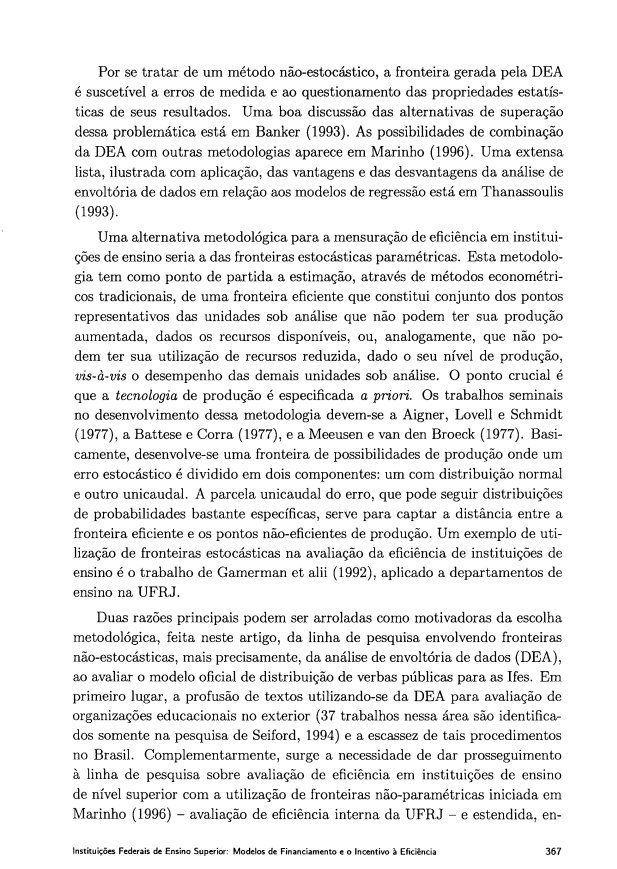 Por se tratar de um método não-estocástico, a fronteira gerada pela DEA
é suscetível a erros de medida e ao questionamento das propriedades estatís-
ticas de seus resultados. Uma boa discussão das alternativas de superação
dessa problemática está em Banker (1993). As possibilidades de combinação
da DEA com outras metodologias aparece em Marinho (1996). Uma extensa
lista, ilustrada com aplicação, das vantagens e das desvantagens da análise de
envoltória de dados em relação aos modelos de regressão está em Thanassoulis
(1993).
Uma alternativa metodológica para a mensuração de eficiência em institui-
ções de ensino seria a das fronteiras estocásticas paramétricas. Esta metodolo-
gia tem como ponto de partida a estimação, através de métodos econométri-
cos tradicionais, de uma fronteira eficiente que constitui conjunto dos pontos
representativos das unidades sob análise que não podem ter sua produção
aumentada, dados os recursos disponíveis, ou, analogamente, que não po-
dem ter sua utilização de recursos reduzida, dado o seu nível de produção,
vis-à-vis o desempenho das demais unidades sob análise. O ponto crucial é
que a tecnologia de produção é especificada a priori. Os trabalhos seminais
no desenvolvimento dessa metodologia devem-se a Aigner, Lovell e Schmidt
(1977), a Battese e Corra (1977), e a Meeusen e van den Broeck (1977). Basi-
camente, desenvolve-se uma fronteira de possibilidades de produção onde um
erro estocástico é dividido em dois componentes: um com distribuição normal
e outro unicaudal. A parcela unicaudal do erro, que pode seguir distribuições
de probabilidades bastante específicas, serve para captar a distância entre a
fronteira eficiente e os pontos não-eficientes de produção. Um exemplo de uti-
lização de fronteiras estocásticas na avaliação da eficiência de instituições de
ensino é o trabalho de Gamerman et alii (1992), aplicado a departamentos de
ensino na UFRJ.
Duas razões principais podem ser arroladas como motivadoras da escolha
metodológica, feita neste artigo, da linha de pesquisa envolvendo fronteiras
não-estocásticas, mais precisamente, da análise de envoltória de dados (DEA),
ao avaliar o modelo oficial de distribuição de verbas públicas para as Ifes. Em
primeiro lugar, a profusão de textos utilizando-se da DEA para avaliação de
organizações educacionais no exterior (37 trabalhos nessa área são identifica-
dos somente na pesquisa de Seiford, 1994) e a escassez de tais procedimentos
no Brasil. Complementarmente, surge a necessidade de dar prosseguimento
à linha de pesquisa sobre avaliação de eficiência em instituições de ensino
de nível superior com a utilização de fronteiras não-paramétricas iniciada em
Marinho (1996) – avaliação de eficiência interna da UFRJ – e estendida, en-
Instituições Federais de Ensino Superior: Modelos de Financiamento e o Incentivo à Eficiência 367